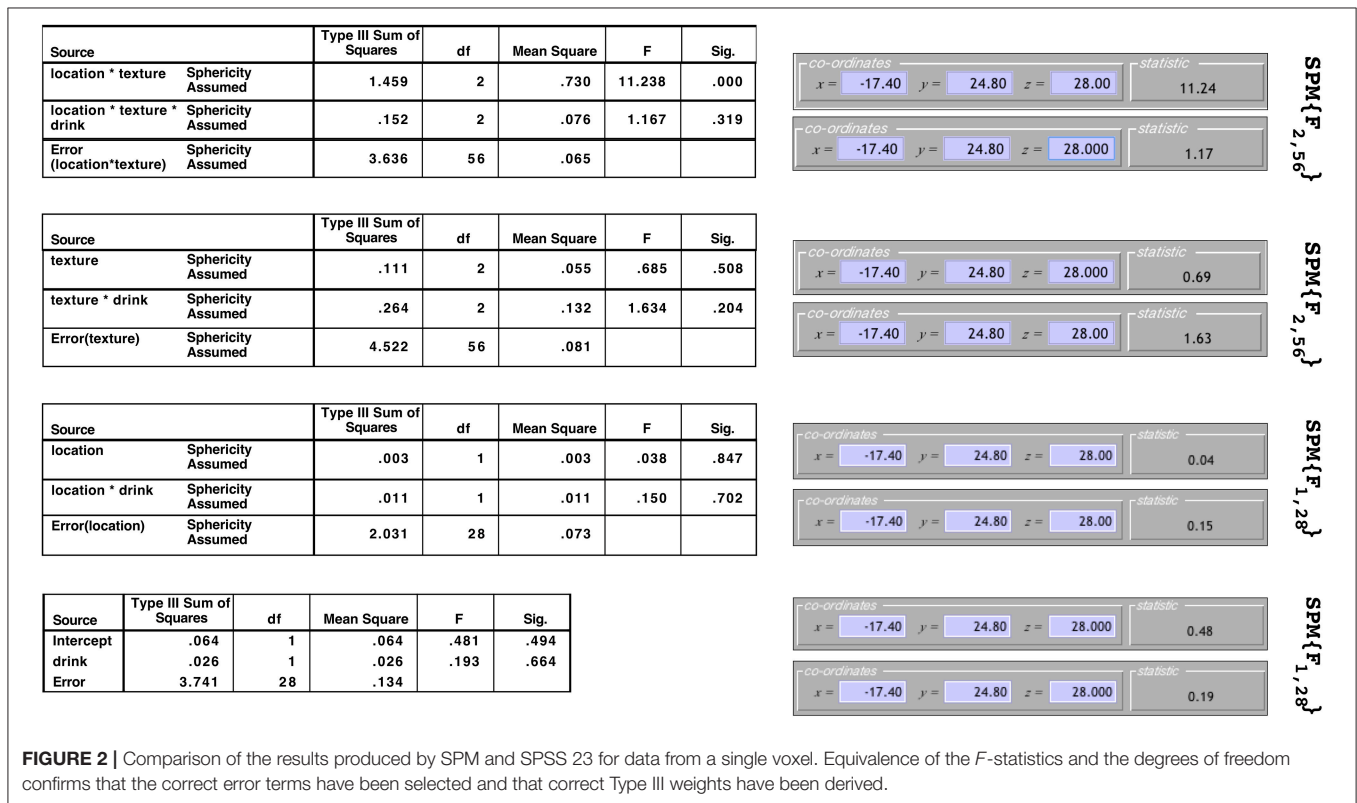 Source Type III Sum of Squares df Mean Square F Sig.
location * texture Sphericity Assumed 1.459 2 .730 11.238 .000
location * texture * drink Sphericity Assumed .152 2 .076 1.167 .319
Error (location*texture) Sphericity Assumed 3.636 56 .065
co-ordinates statistic
x = -17.40 y = 24.80 z = 28.00 11.24
co-ordinates statistic
x = -17.40 y = 24.80 z = 28.000 1.17
SPM{F2,56}
Source Type III Sum of Squares df Mean Square F Sig.
texture Sphericity Assumed .111 2 .055 .685 .508
texture * drink Sphericity Assumed .264 2 .132 1.634 .204
Error(texture) Sphericity Assumed 4.522 56 .081
co-ordinates statistic
x = -17.40 y = 24.80 z = 28.000 0.69
co-ordinates statistic
x = -17.40 y = 24.80 z = 28.000 1.63
SPM{F2,56}
Source Type III Sum of Squares df Mean Square F Sig.
location Sphericity Assumed .003 1 .003 .038 .847
location * drink Sphericity Assumed .011 1 .011 .150 .702
Error(location) Sphericity Assumed 2.031 28 .073
co-ordinates statistic
x = -17.40 y = 24.80 z = 28.00 0.04
co-ordinates statistic
x = -17.40 y = 24.80 z = 28.00 0.15
SPM{F1,28}
Source Type III Sum of Squares df Mean Square F Sig.
Intercept .064 1 .064 .481 .494
drink .026 1 .026 .193 .664
Error 3.741 28 .134
co-ordinates statistic
x = -17.40 y = 24.80 z = 28.000 0.48
co-ordinates statistic
x = -17.40 y = 24.80 z = 28.000 0.19
SPM{F1,28}
FIGURE 2 | Comparison of the results produced by SPM and SPSS 23 for data from a single voxel. Equivalence of the F-statistics and the degrees of freedom
confirms that the correct error terms have been selected and that correct Type III weights have been derived.